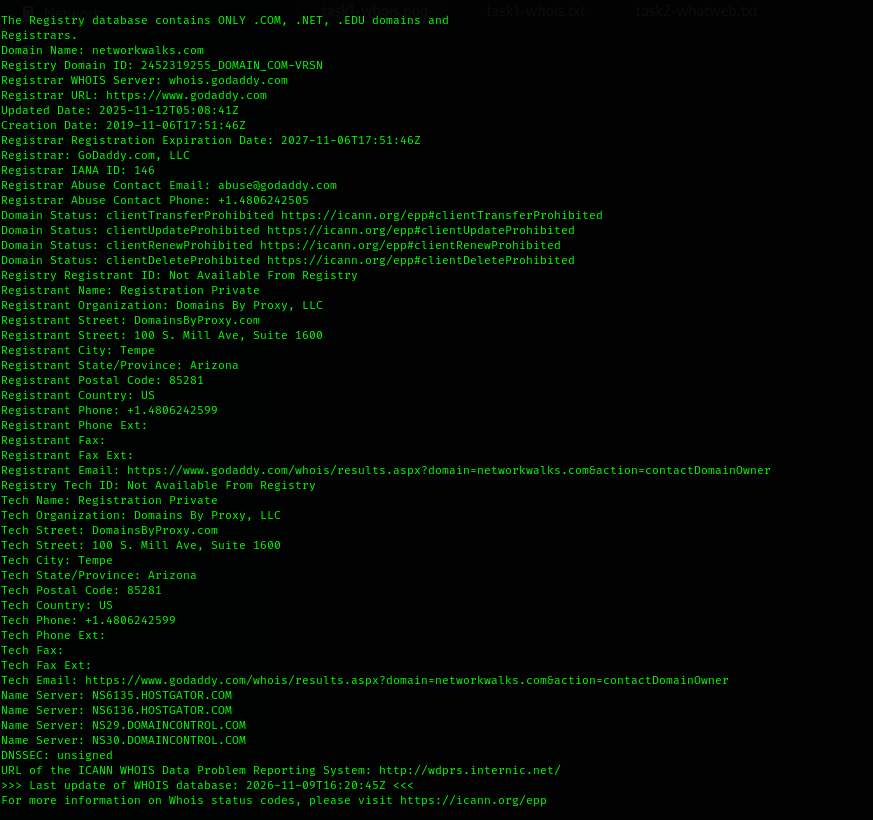 task1-whois.png task1-whois.txt task2-whatweb.txt
The Registry database contains ONLY .COM, .NET, .EDU domains and
Registrars.
Domain Name: networkwalks.com
Registry Domain ID: 2452319255_DOMAIN_COM-VRSN
Registrar WHOIS Server: whois.godaddy.com
Registrar URL: https://www.godaddy.com
Updated Date: 2025-11-12T05:08:41Z
Creation Date: 2019-11-06T17:51:46Z
Registrar Registration Expiration Date: 2027-11-06T17:51:46Z
Registrar: GoDaddy.com, LLC
Registrar IANA ID: 146
Registrar Abuse Contact Email: abuse@godaddy.com
Registrar Abuse Contact Phone: +1.4806242505
Domain Status: clientTransferProhibited https://icann.org/epp#clientTransferProhibited
Domain Status: clientUpdateProhibited https://icann.org/epp#clientUpdateProhibited
Domain Status: clientRenewProhibited https://icann.org/epp#clientRenewProhibited
Domain Status: clientDeleteProhibited https://icann.org/epp#clientDeleteProhibited
Registry Registrant ID: Not Available From Registry
Registrant Name: Registration Private
Registrant Organization: Domains By Proxy, LLC
Registrant Street: DomainsByProxy.com
Registrant Street: 100 S. Mill Ave, Suite 1600
Registrant City: Tempe
Registrant State/Province: Arizona
Registrant Postal Code: 85281
Registrant Country: US
Registrant Phone: +1.4806242599
Registrant Phone Ext:
Registrant Fax:
Registrant Fax Ext:
Registrant Email: https://www.godaddy.com/whois/results.aspx?domain=networkwalks.com&action=contactDomainOwner
Registry Tech ID: Not Available From Registry
Tech Name: Registration Private
Tech Organization: Domains By Proxy, LLC
Tech Street: DomainsByProxy.com
Tech Street: 100 S. Mill Ave, Suite 1600
Tech City: Tempe
Tech State/Province: Arizona
Tech Postal Code: 85281
Tech Country: US
Tech Phone: +1.4806242599
Tech Phone Ext:
Tech Fax:
Tech Fax Ext:
Tech Email: https://www.godaddy.com/whois/results.aspx?domain=networkwalks.com&action=contactDomainOwner
Name Server: NS6135.HOSTGATOR.COM
Name Server: NS6136.HOSTGATOR.COM
Name Server: NS29.DOMAINCONTROL.COM
Name Server: NS30.DOMAINCONTROL.COM
DNSSEC: unsigned
URL of the ICANN WHOIS Data Problem Reporting System: http://wdprs.internic.net/
>>> Last update of WHOIS database: 2026-11-09T16:20:45Z <<<
For more information on Whois status codes, please visit https://icann.org/epp